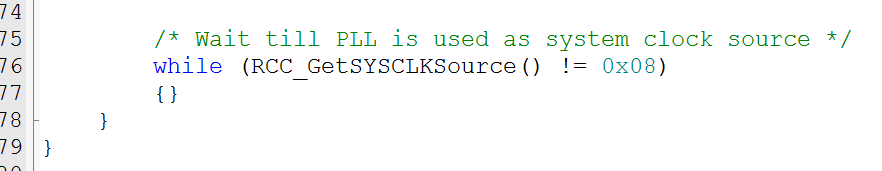 74
75 /* Wait till PLL is used as system clock source */
76 while (RCC_GetSYSCLKSource() != 0x08)
77 {}
78 }
79 }